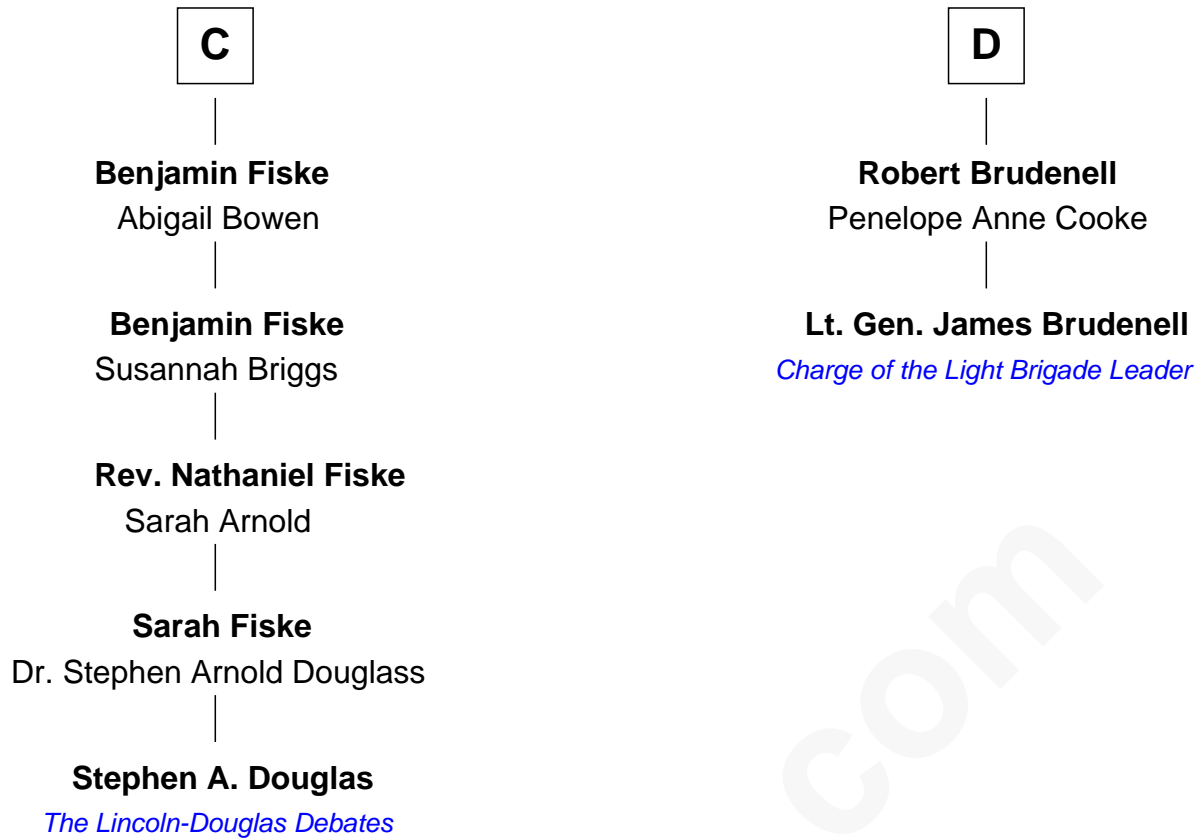 C
Benjamin Fiske
Abigail Bowen
Benjamin Fiske
Susannah Briggs
Rev. Nathaniel Fiske
Sarah Arnold
Sarah Fiske
Dr. Stephen Arnold Douglass
Stephen A. Douglas
The Lincoln-Douglas Debates
D
Robert Brudenell
Penelope Anne Cooke
Lt. Gen. James Brudenell
Charge of the Light Brigade Leader
com